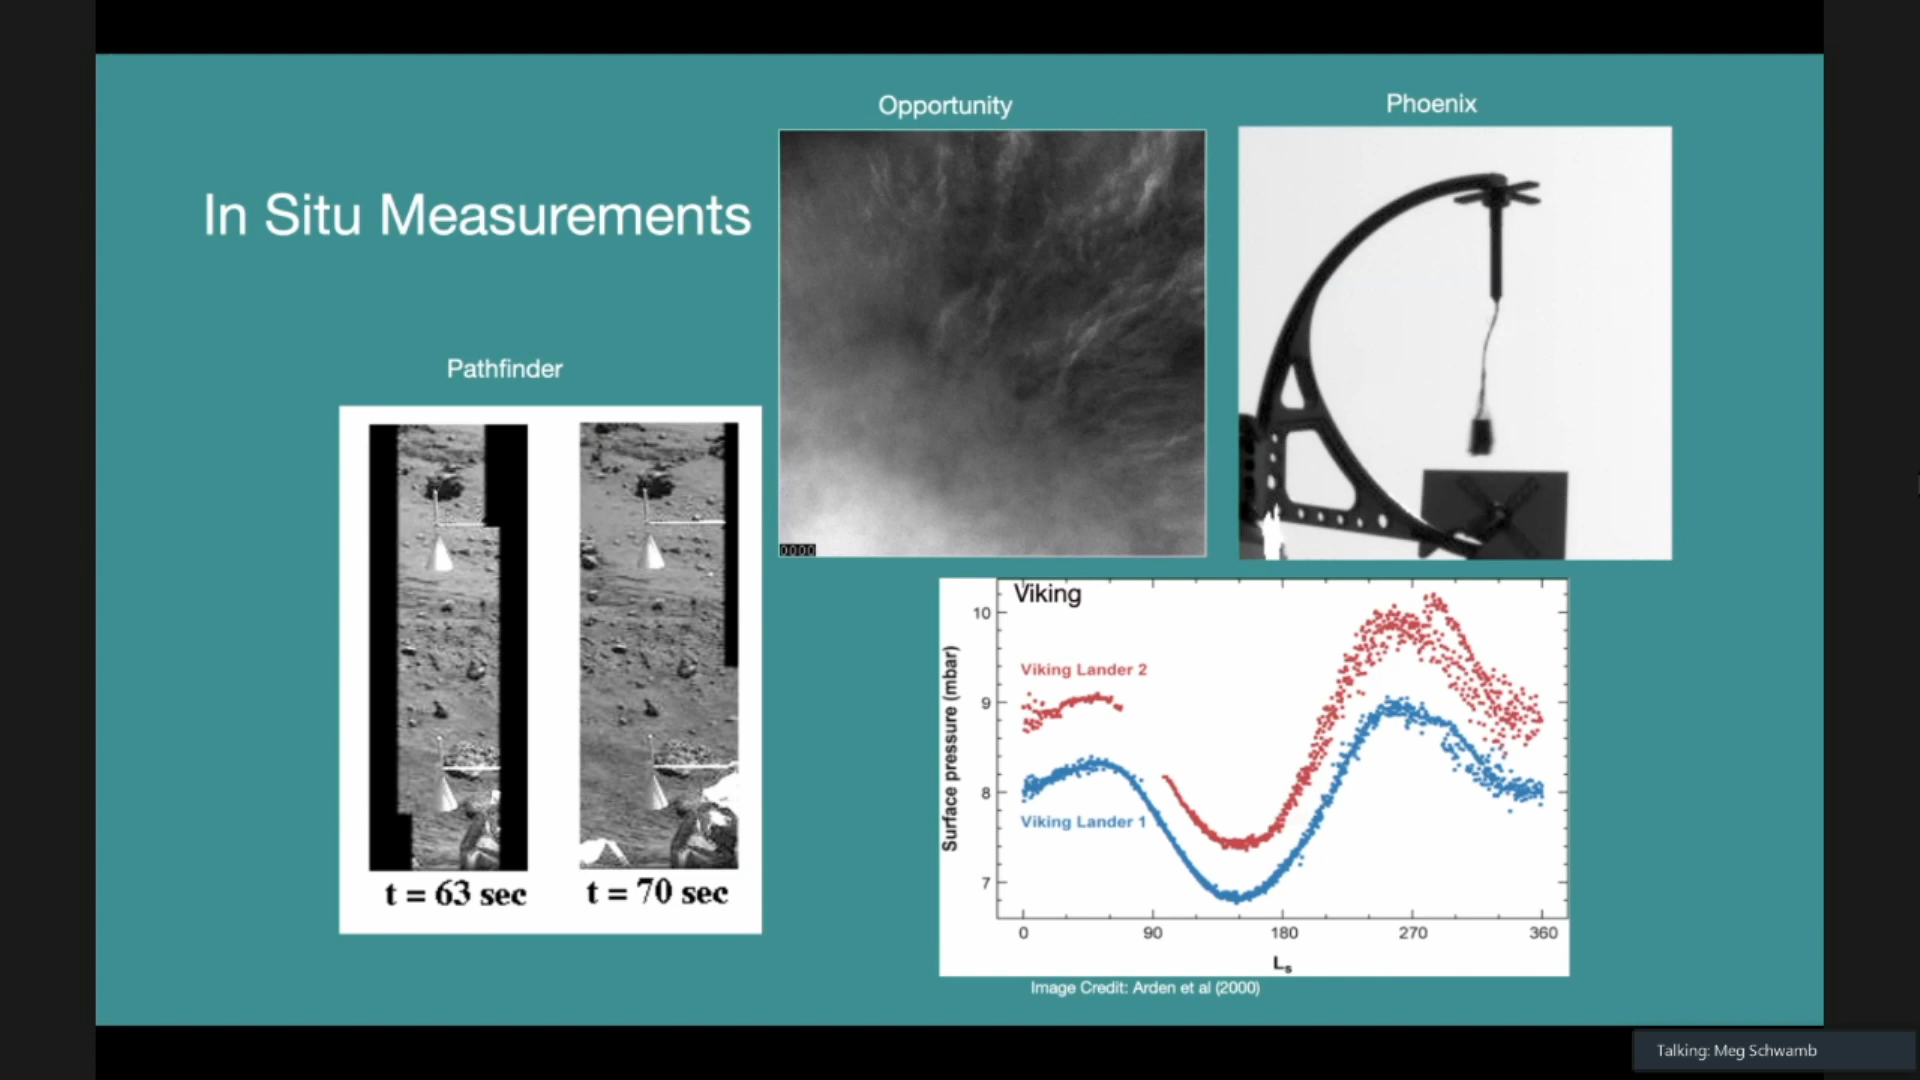 In Situ Measurements
Opportunity
Phoenix
Pathfinder
t = 63 sec
t = 70 sec
0000
Viking
Viking Lander 2
Viking Lander 1
Surface pressure (mbar)
10
9
8
7
0 90 180 270 360
Ls
Image Credit: Arden et al (2000)
Talking: Meg Schwamb